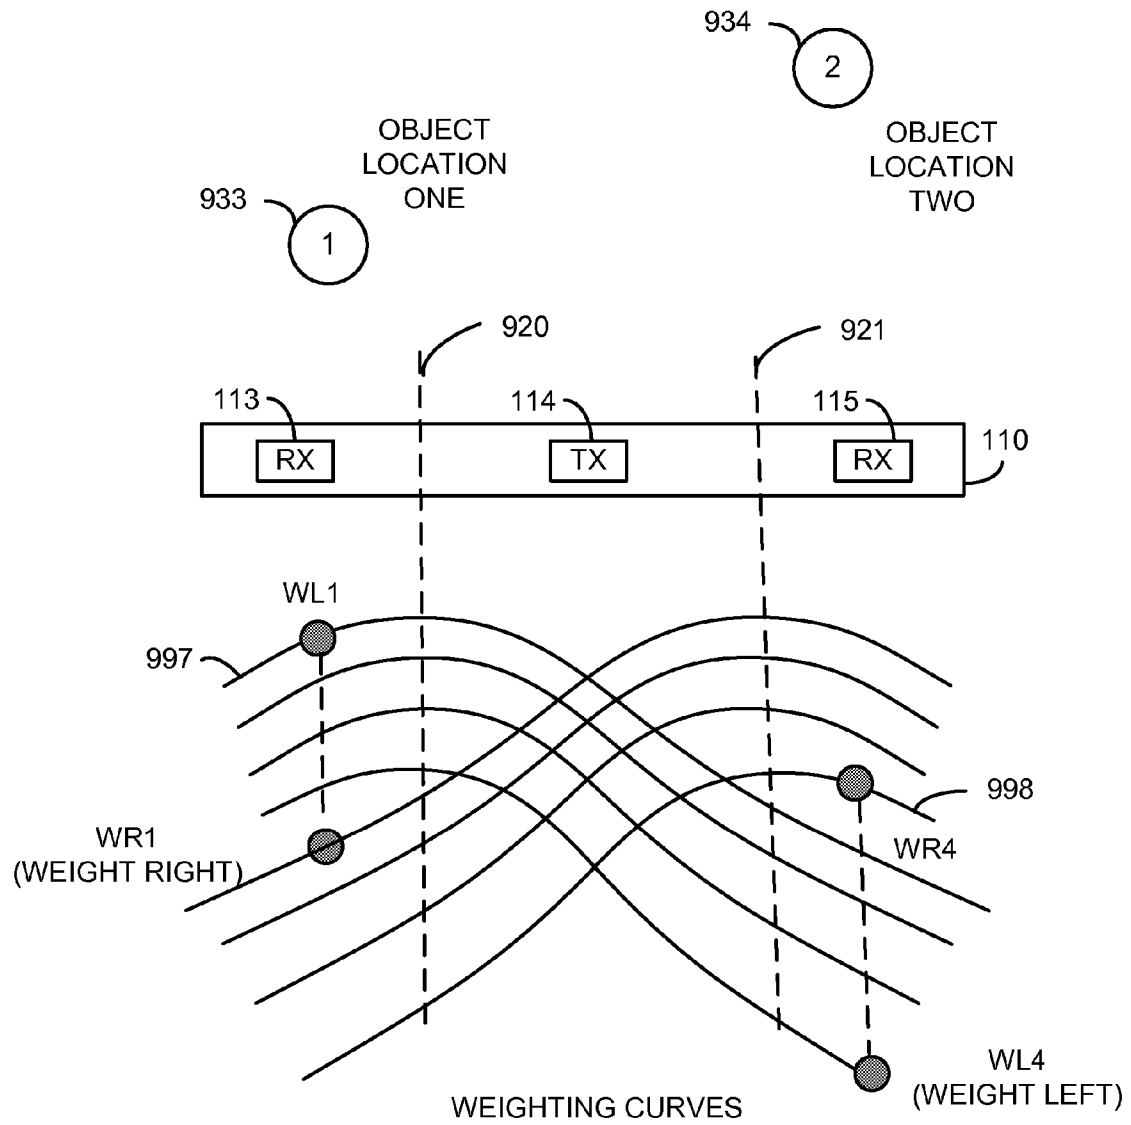 934
2
OBJECT
LOCATION
ONE
OBJECT
LOCATION
TWO
933
1
920
921
113
114
115
110
RX
TX
RX
WL1
997
998
WR1
(WEIGHT RIGHT)
WR4
WL4
(WEIGHT LEFT)
WEIGHTING CURVES